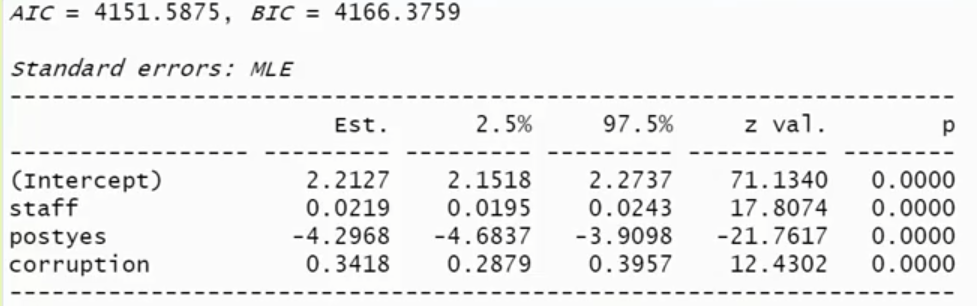 AIC = 4151.5875, BIC = 4166.3759
Standard errors: MLE
--------------------------------------------------------------------
Est. 2.5% 97.5% z val. p
----------------- --------- --------- --------- ---------- --------
(Intercept) 2.2127 2.1518 2.2737 71.1340 0.0000
staff 0.0219 0.0195 0.0243 17.8074 0.0000
postyes -4.2968 -4.6837 -3.9098 -21.7617 0.0000
corruption 0.3418 0.2879 0.3957 12.4302 0.0000
--------------------------------------------------------------------